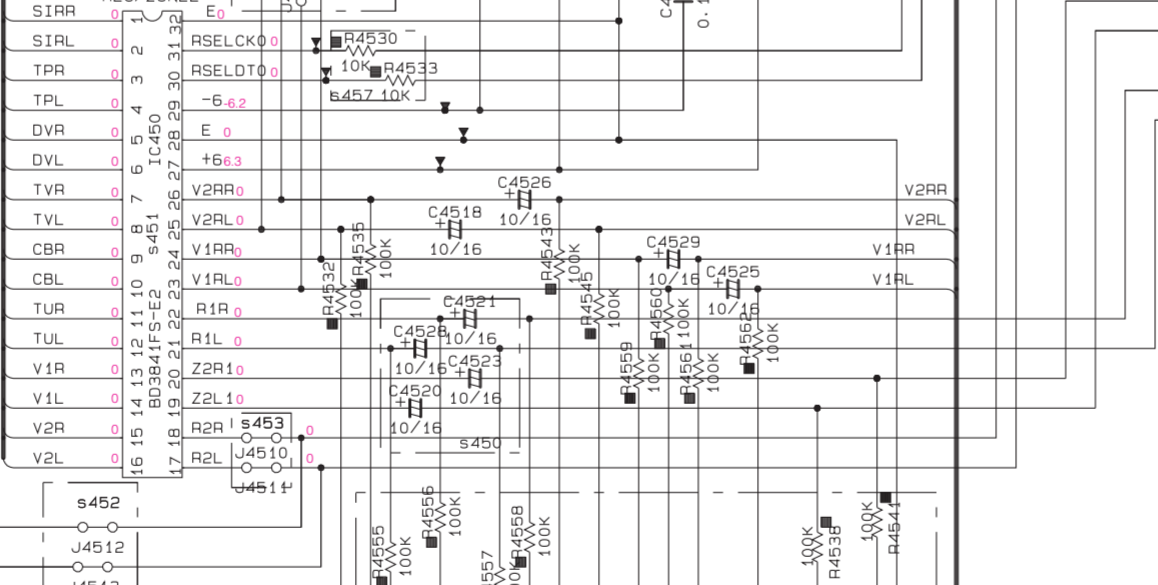 SIRR 0 1 32 E 0
SIRL 0 2 31 RSELCK0 0
TPR 0 3 30 RSELDT0 0
TPL 0 4 29 -6 -6.2
DVR 0 5 28 E 0
DVL 0 6 27 +6 6.3
TVR 0 7 26 V2RR 0
TVL 0 8 25 V2RL 0
CBR 0 9 24 V1RR 0
CBL 0 10 23 V1RL 0
TUR 0 11 22 R1R 0
TUL 0 12 21 R1L 0
V1R 0 13 20 Z2R1 0
V1L 0 14 19 Z2L1 0
V2R 0 15 18 R2R 0
V2L 0 16 17 R2L 0
IC450
s451
BD3841FS-E2
R4530
10K
R4533
s457 10K
C4
0.
C4526
10/16
C4518
10/16
C4529
10/16
C4525
10/16
C4521
10/16
C4528
10/16
C4523
10/16
C4520
10/16
s450
R4535
100K
R4532
100K
R4543
100K
R4545
100K
R4560
100K
R4562
100K
R4559
100K
R4561
100K
V2RR
V2RL
V1RR
V1RL
s453
J4510
J4511
s452
J4512
R4555
100K
R4556
100K
R4558
100K
100K
R4538
100K
R4541